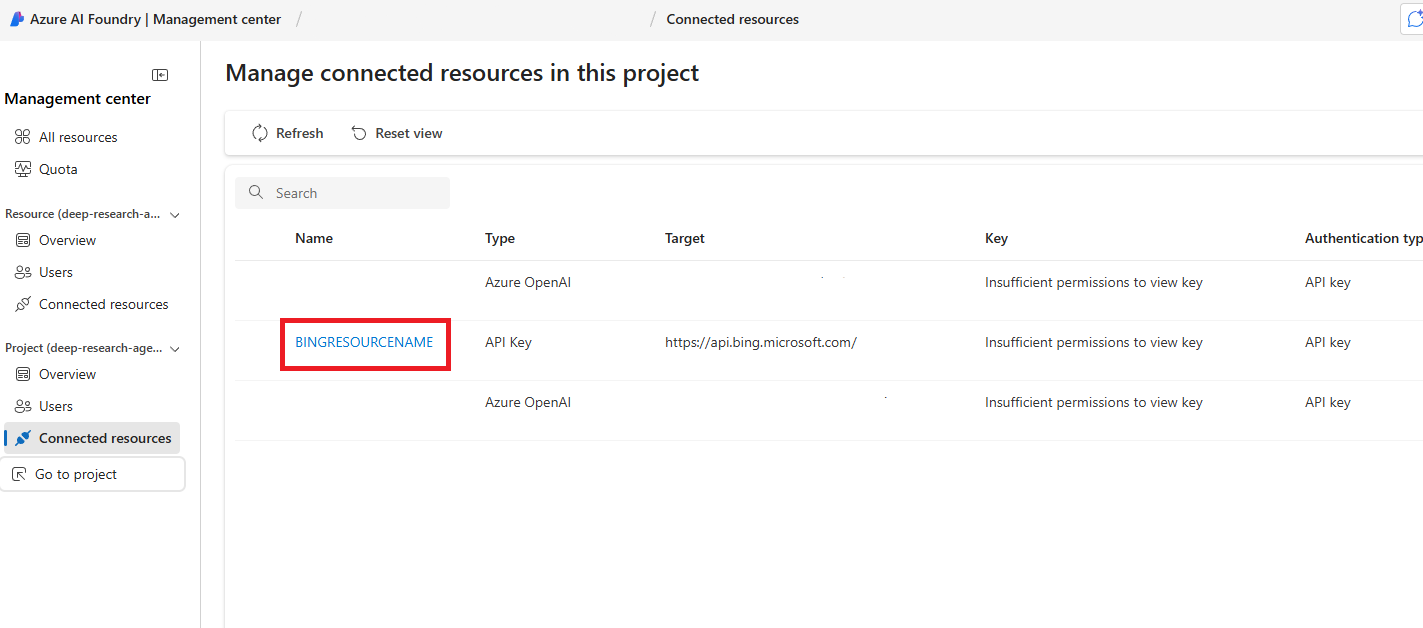 Azure AI Foundry | Management center / / Connected resources
Management center
All resources
Quota
Resource (deep-research-a...
Overview
Users
Connected resources
Project (deep-research-age...
Overview
Users
Connected resources
Go to project
Manage connected resources in this project
Refresh Reset view
Search
Name Type Target Key Authentication typ
Azure OpenAI Insufficient permissions to view key API key
BINGRESOURCENAME API Key https://api.bing.microsoft.com/ Insufficient permissions to view key API key
Azure OpenAI Insufficient permissions to view key API key